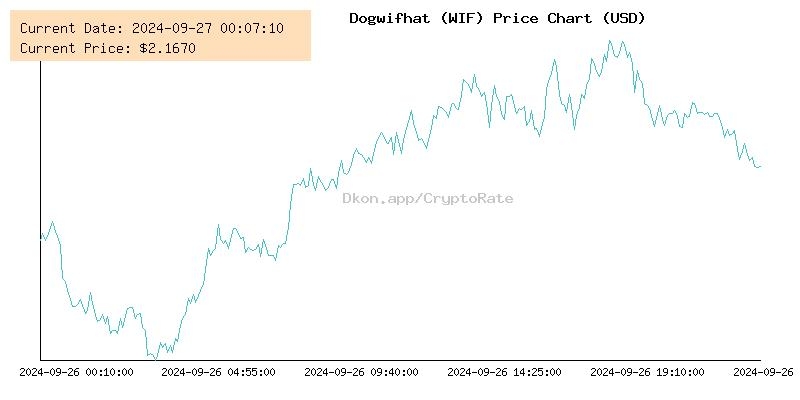 Dogwifhat (WIF) Price Chart (USD)
Current Date: 2024-09-27 00:07:10
Current Price: $2.1670
Dkon.app/CryptoRate
2024-09-26 00:10:00 2024-09-26 04:55:00 2024-09-26 09:40:00 2024-09-26 14:25:00 2024-09-26 19:10:00 2024-09-26